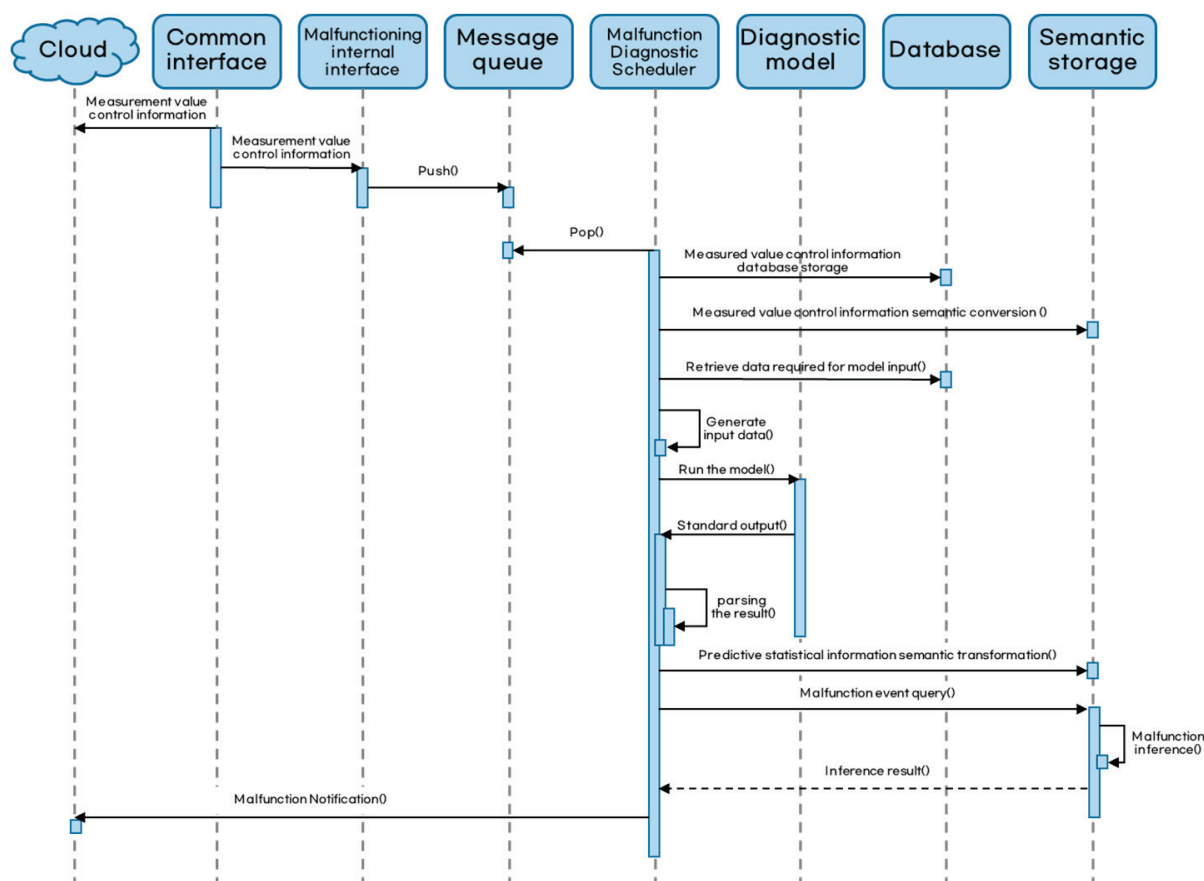 Cloud
Common
interface
Malfunctioning
internal
interface
Message
queue
Malfunction
Diagnostic
Scheduler
Diagnostic
model
Database
Semantic
storage
Measurement value
control information
Measurement value
control information
Push()
Pop()
Measured value control information
database storage
Measured value control information semantic conversion ()
Retrieve data required for model input()
Generate
input data()
Run the model()
Standard output()
parsing
the result()
Predictive statistical information semantic transformation()
Malfunction event query()
Malfunction
inference()
Inference result()
Malfunction Notification()